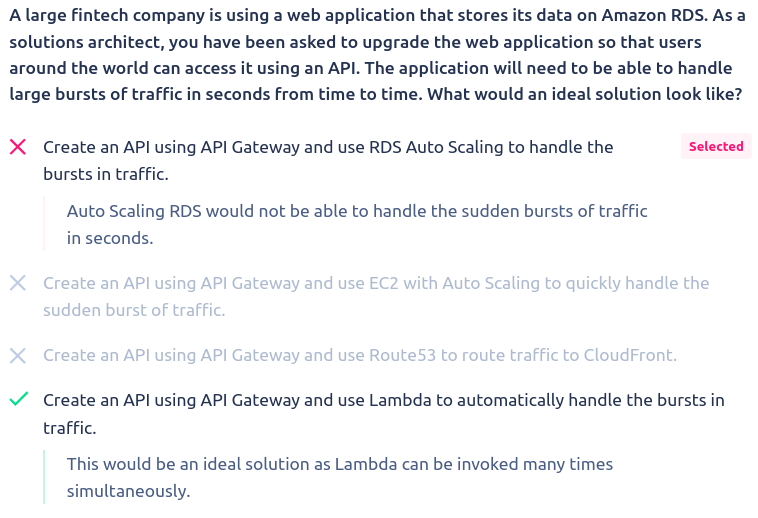 A large fintech company is using a web application that stores its data on Amazon RDS. As a
solutions architect, you have been asked to upgrade the web application so that users
around the world can access it using an API. The application will need to be able to handle
large bursts of traffic in seconds from time to time. What would an ideal solution look like?
Create an API using API Gateway and use RDS Auto Scaling to handle the
bursts in traffic.
Selected
Auto Scaling RDS would not be able to handle the sudden bursts of traffic
in seconds.
Create an API using API Gateway and use EC2 with Auto Scaling to quickly handle the
sudden burst of traffic.
Create an API using API Gateway and use Route53 to route traffic to CloudFront.
Create an API using API Gateway and use Lambda to automatically handle the bursts in
traffic.
This would be an ideal solution as Lambda can be invoked many times
simultaneously.